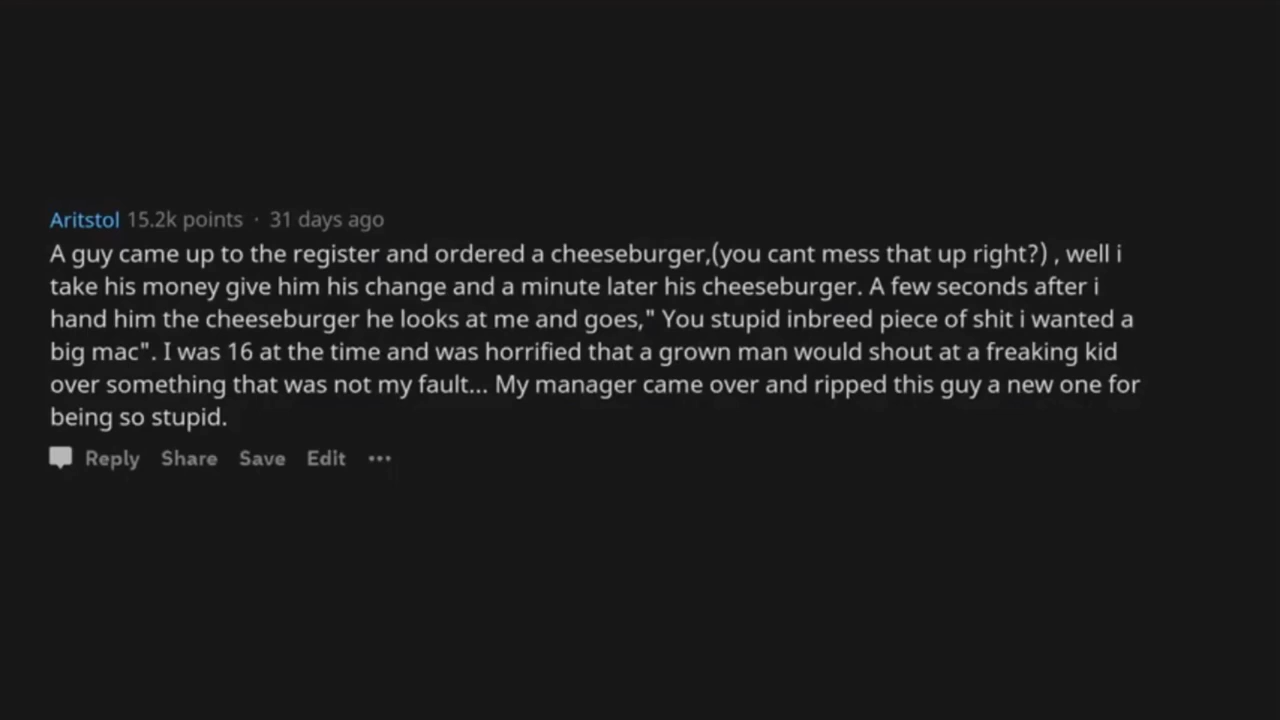 Aritstol 15.2k points · 31 days ago
A guy came up to the register and ordered a cheeseburger,(you cant mess that up right?) , well i
take his money give him his change and a minute later his cheeseburger. A few seconds after i
hand him the cheeseburger he looks at me and goes," You stupid inbreed piece of shit i wanted a
big mac". I was 16 at the time and was horrified that a grown man would shout at a freaking kid
over something that was not my fault... My manager came over and ripped this guy a new one for
being so stupid.
Reply Share Save Edit •••